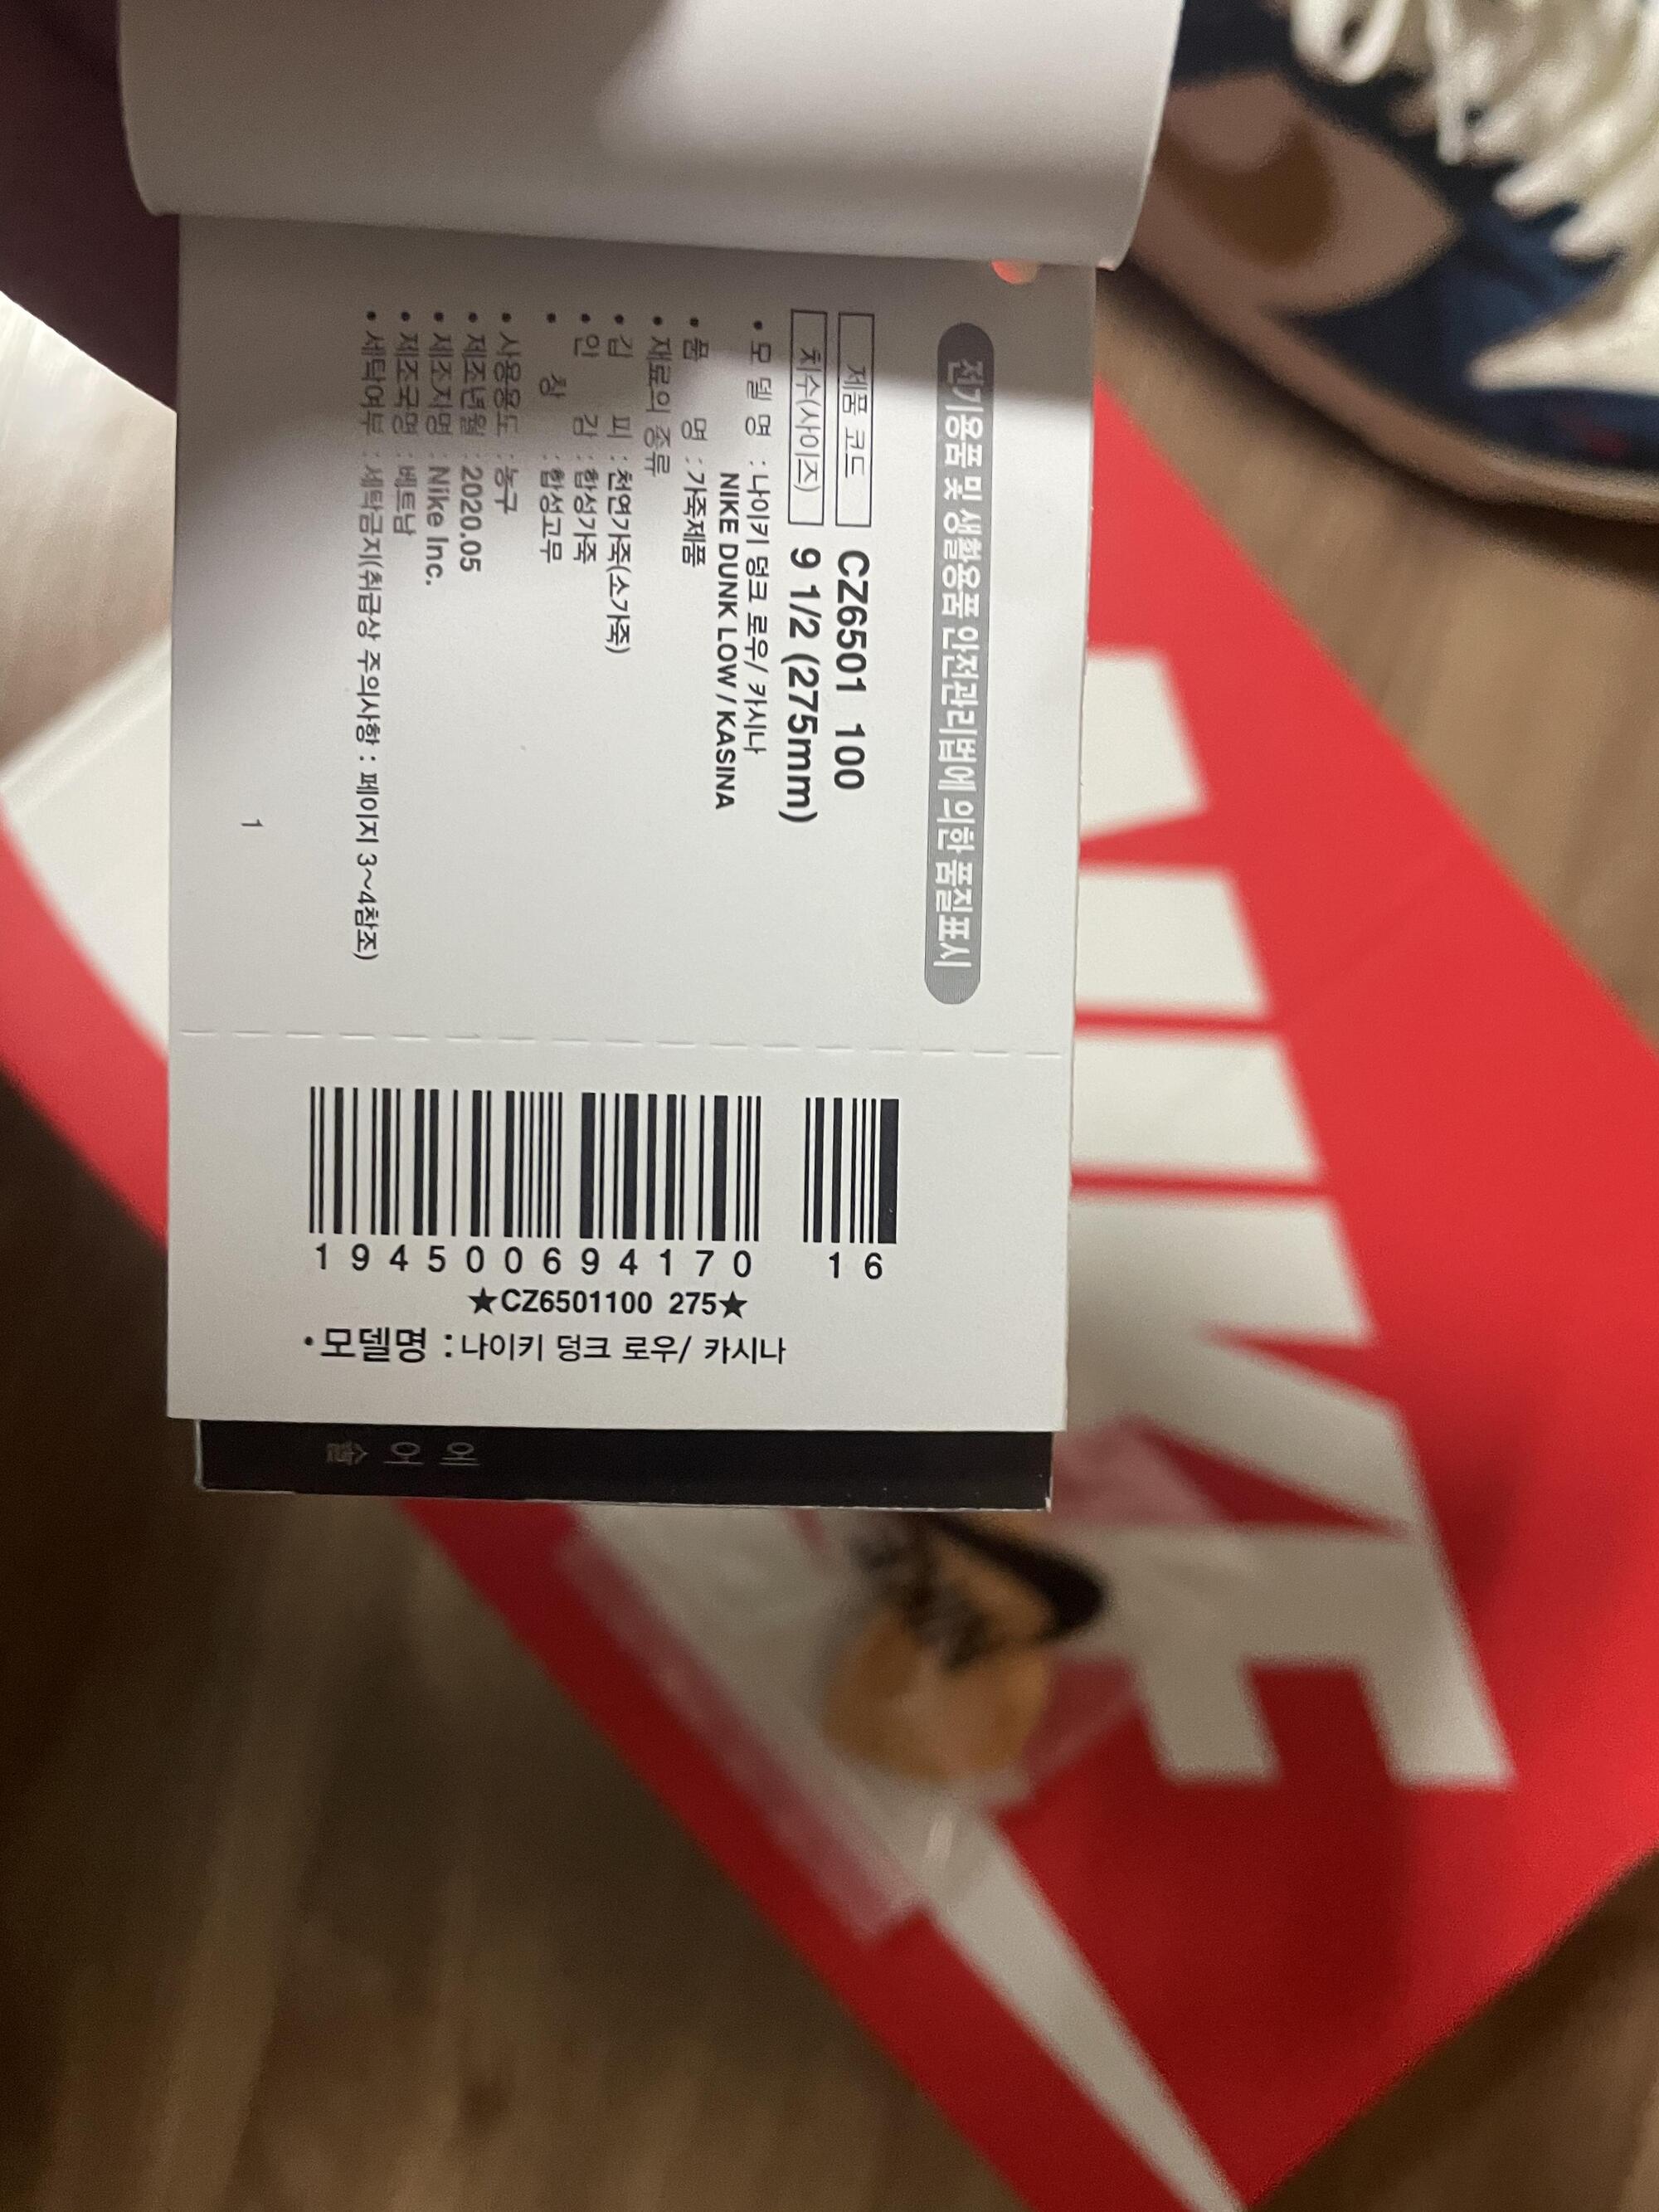 전기용품 및 생활용품 안전관리법에 의한 품질표시
제품 코드 CZ6501 100
치수(사이즈) 9 1/2 (275mm)
• 모 델 명 : 나이키 덩크 로우/ 카시나
NIKE DUNK LOW / KASINA
• 품 명 : 가죽제품
• 재료의 종류
• 겉 피 : 천연가죽(소가죽)
• 안 감 : 합성가죽
• 창 : 합성고무
• 사용용도 : 농구
• 제조년월 : 2020.05
• 제조자명 : Nike Inc.
• 제조국명 : 베트남
• 세탁여부 : 세탁금지(취급상 주의사항 : 페이지 3~4참조)
1
194500694170 16
★CZ6501100 275★
• 모델명 : 나이키 덩크 로우/ 카시나
에
어
솔
NIKE